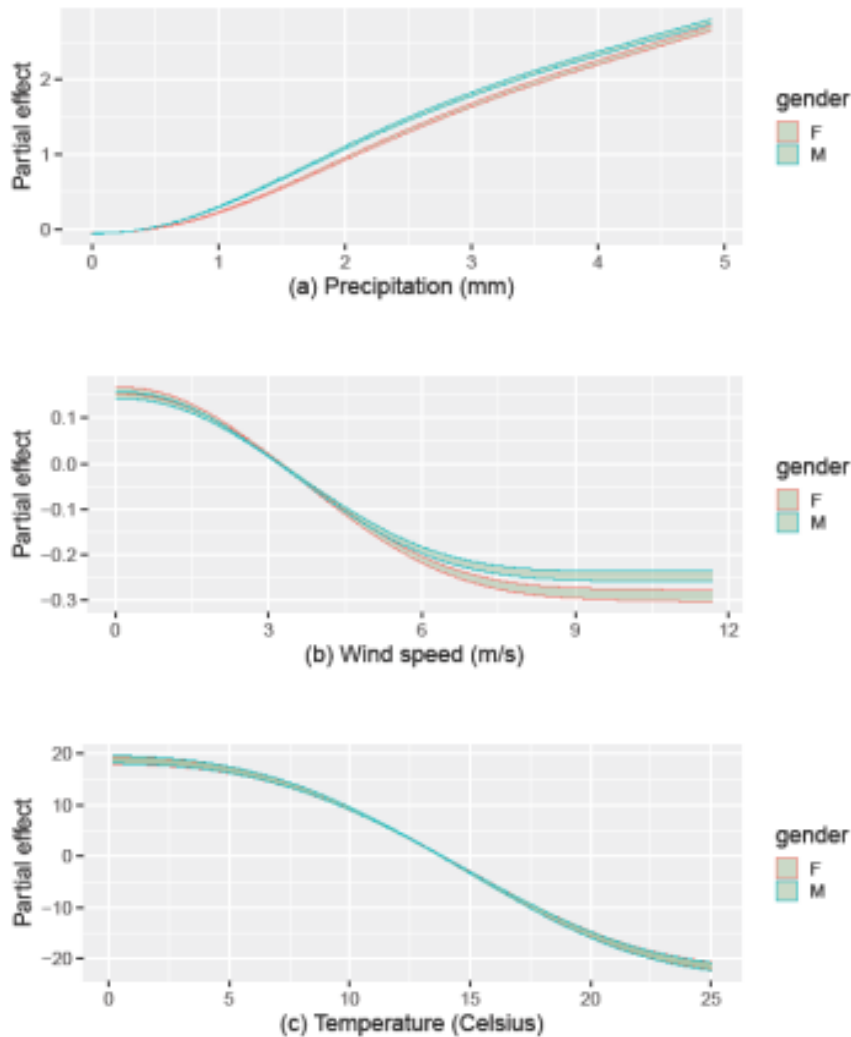 2
1
0
Partial effect
0 1 2 3 4 5
(a) Precipitation (mm)
gender
F
M
0.1
0.0
−0.1
−0.2
−0.3
Partial effect
0 3 6 9 12
(b) Wind speed (m/s)
gender
F
M
20
10
0
−10
−20
Partial effect
0 5 10 15 20 25
(c) Temperature (Celsius)
gender
F
M